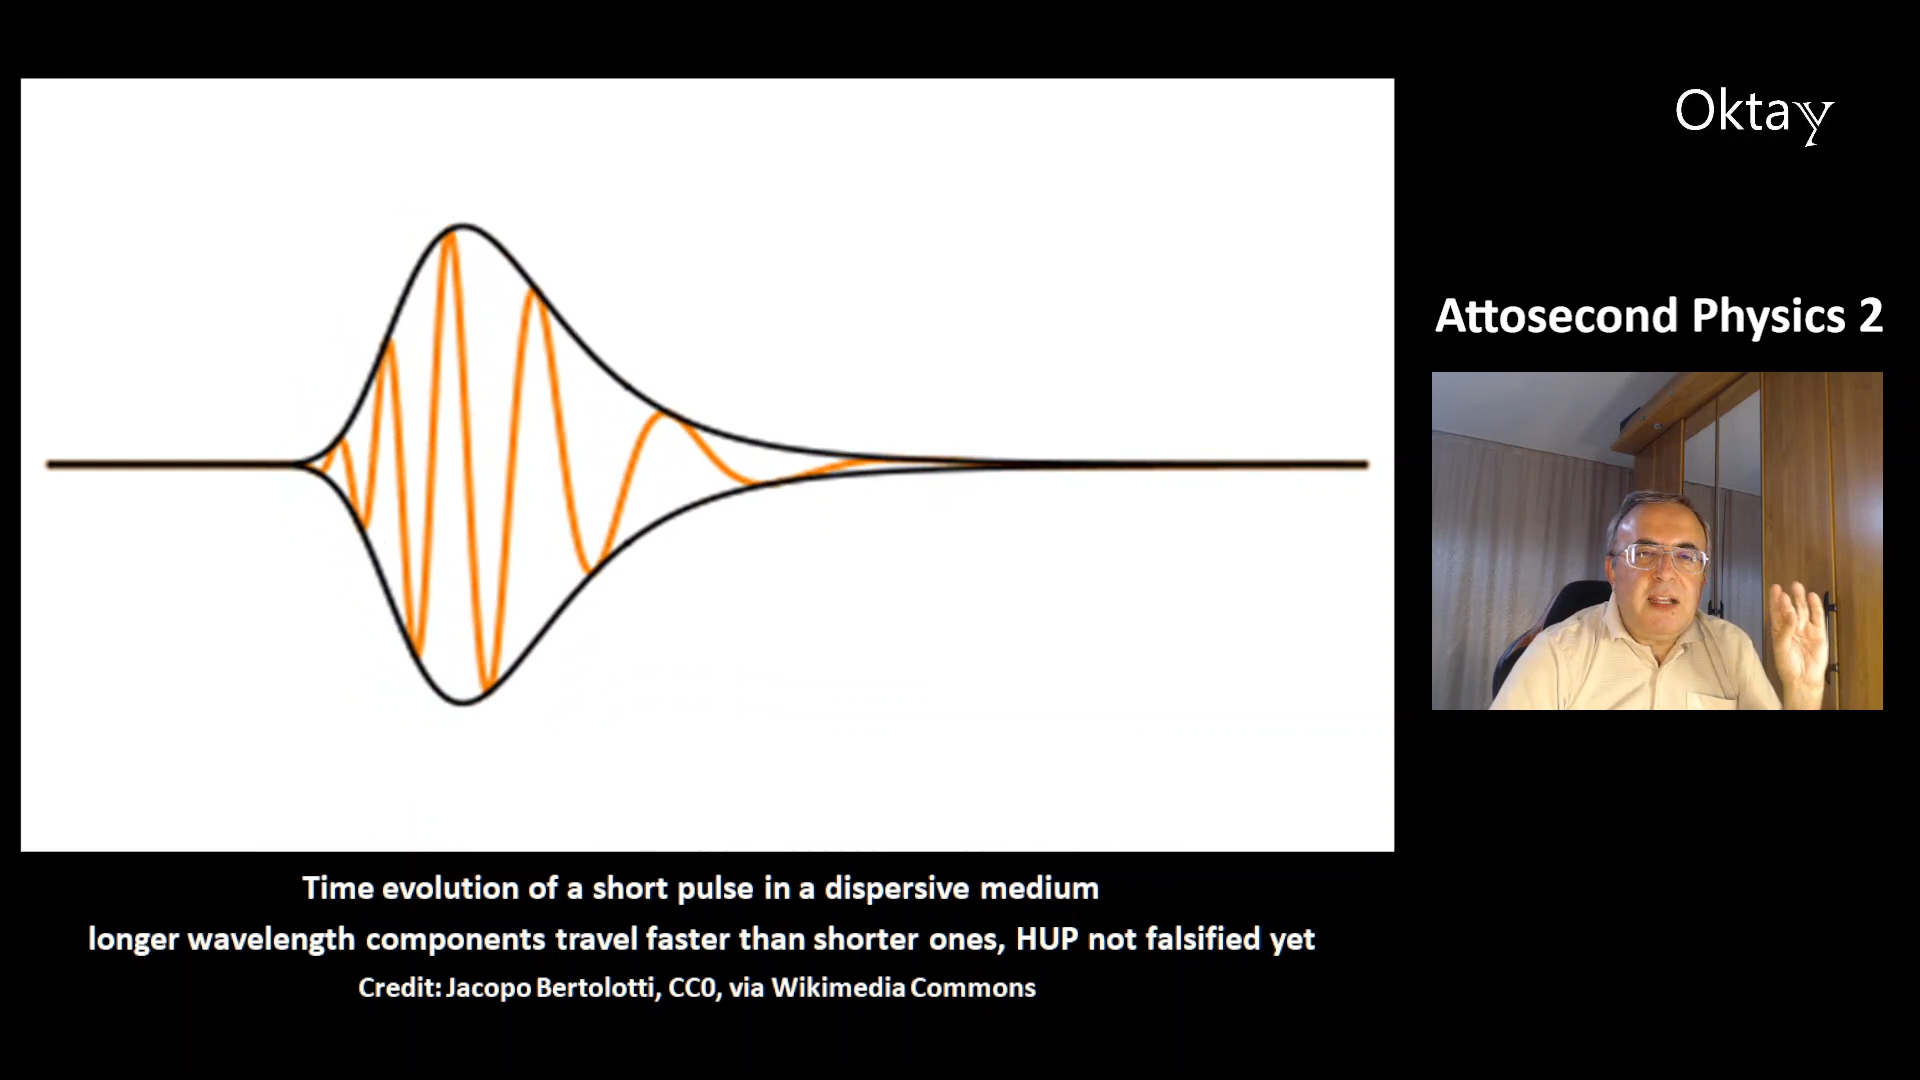 Oktay
Attosecond Physics 2
Time evolution of a short pulse in a dispersive medium
longer wavelength components travel faster than shorter ones, HUP not falsified yet
Credit: Jacopo Bertolotti, CC0, via Wikimedia Commons